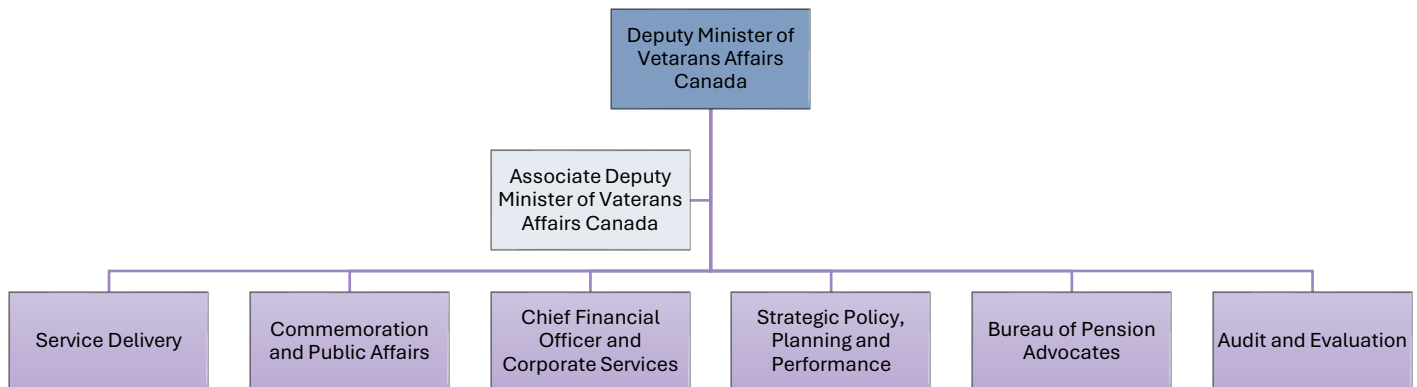 Deputy Minister of
Vetarans Affairs
Canada
Associate Deputy
Minister of Vaterans
Affairs Canada
Service Delivery
Commemoration
and Public Affairs
Chief Financial
Officer and
Corporate Services
Strategic Policy,
Planning and
Performance
Bureau of Pension
Advocates
Audit and Evaluation